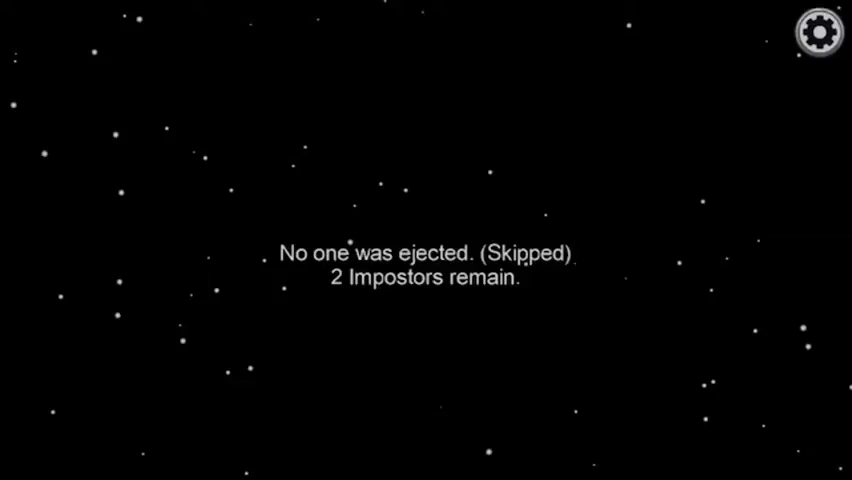 No one was ejected. (Skipped)
2 Impostors remain.